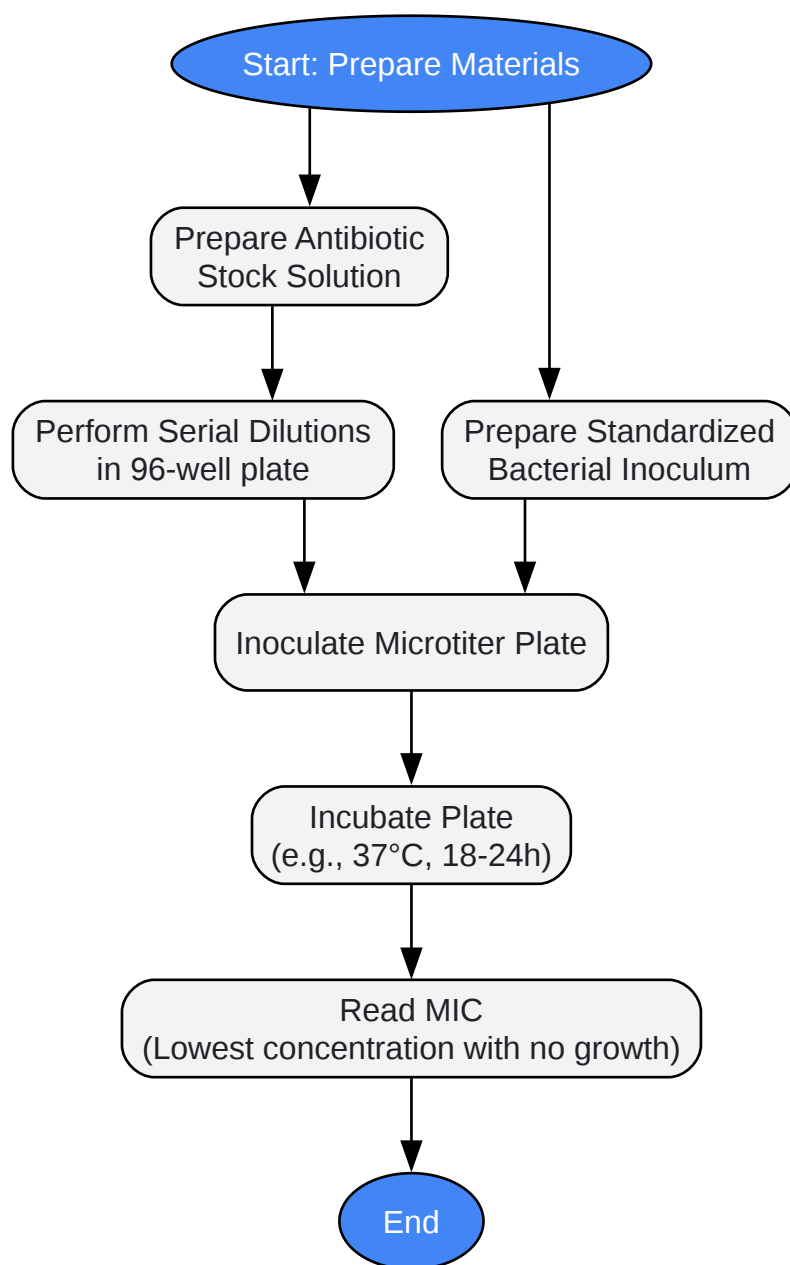 Start: Prepare Materials
Prepare Antibiotic
Stock Solution
Perform Serial Dilutions
in 96-well plate
Prepare Standardized
Bacterial Inoculum
Inoculate Microtiter Plate
Incubate Plate
(e.g., 37°C, 18-24h)
Read MIC
(Lowest concentration with no growth)
End